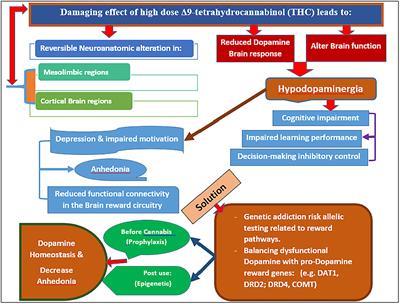 Damaging effect of high dose Δ9-tetrahydrocannabinol (THC) leads to:
Reversible Neuroanatomic alteration in:
Reduced Dopamine
Brain response
Alter Brain function
Mesolimbic regions
Cortical Brain regions
Hypodopaminergia
Cognitive impairment
Impaired learning performance
Decision-making inhibitory control
Depression & impaired motivation
Anhedonia
Reduced functional connectivity
in the Brain reward circuitry
Solution
Dopamine
Homeostasis &
Decrease
Anhedonia
Before Cannabis
(Prophylaxis)
Post use:
(Epigenetic)
- Genetic addiction risk allelic
testing related to reward
pathways.
- Balancing dysfunctional
Dopamine with pro-Dopamine
reward genes: (e.g. DAT1,
DRD2; DRD4, COMT)